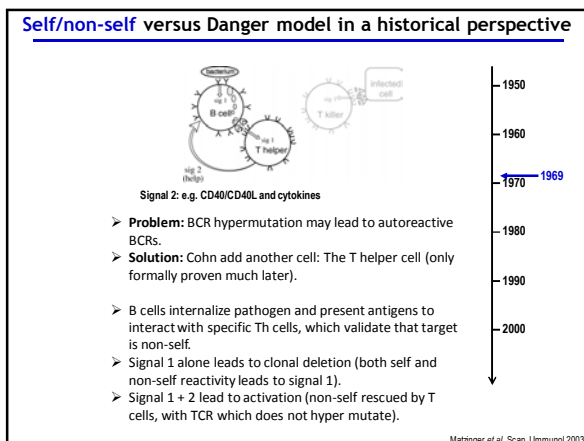 Self/non-self versus Danger model in a historical perspective
bacterium
sig 1
B cell
T helper
sig 2
(help)
infected
cell
sig 1
T killer
Signal 2: e.g. CD40/CD40L and cytokines
➤ Problem: BCR hypermutation may lead to autoreactive
BCRs.
➤ Solution: Cohn add another cell: The T helper cell (only
formally proven much later).
➤ B cells internalize pathogen and present antigens to
interact with specific Th cells, which validate that target
is non-self.
➤ Signal 1 alone leads to clonal deletion (both self and
non-self reactivity leads to signal 1).
➤ Signal 1 + 2 lead to activation (non-self rescued by T
cells, with TCR which does not hyper mutate).
1950
1960
1969
1970
1980
1990
2000
Matzinger et al. Scan. J Immunol 2003